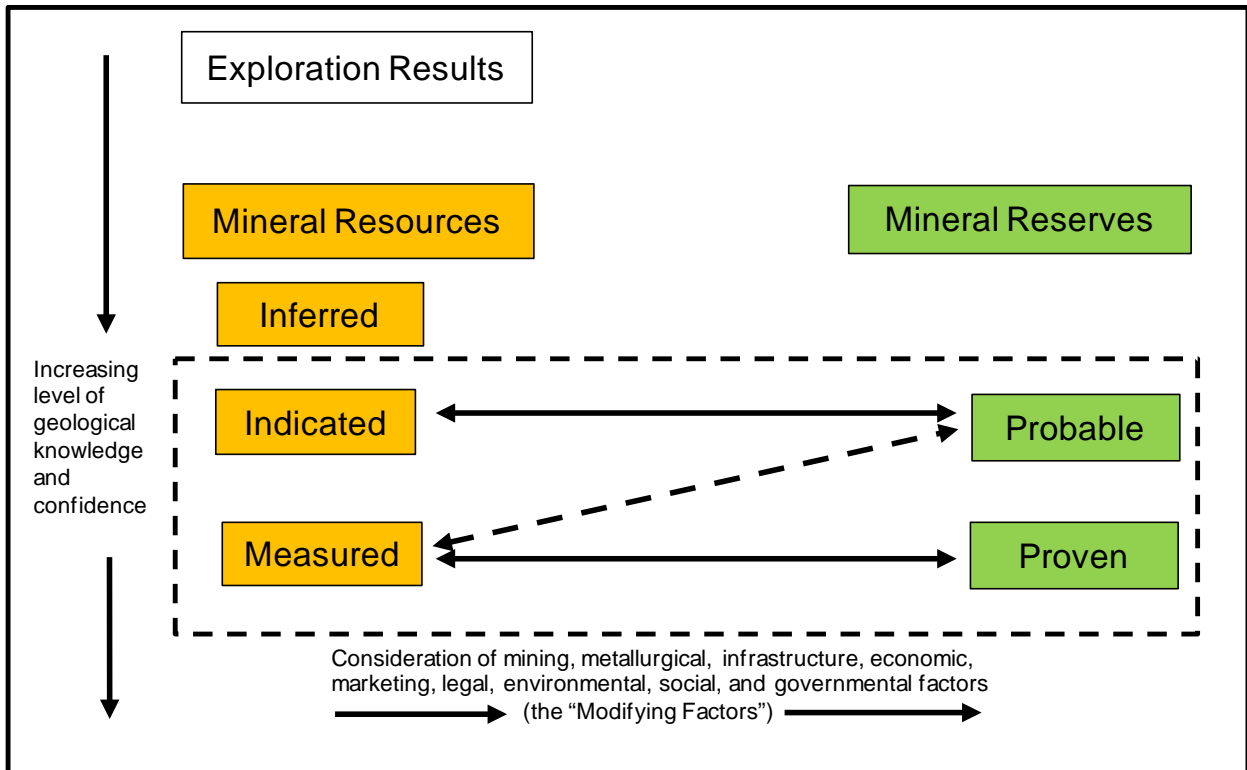 Exploration Results
Mineral Resources
Mineral Reserves
Inferred
Increasing
level of
geological
knowledge
and
confidence
Indicated
Probable
Measured
Proven
Consideration of mining, metallurgical, infrastructure, economic,
marketing, legal, environmental, social, and governmental factors
(the “Modifying Factors”)